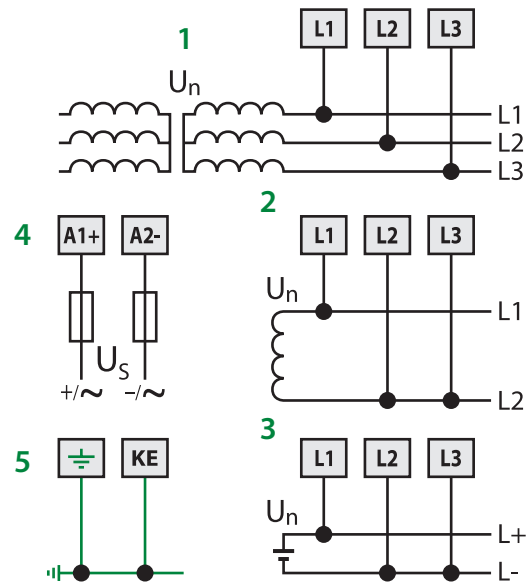 1
L1 L2 L3
Un
L1
L2
L3
4
A1+ A2-
US
+/~ -/~
2
L1 L2 L3
Un
L1
L2
5
KE
3
L1 L2 L3
Un
L+
L-